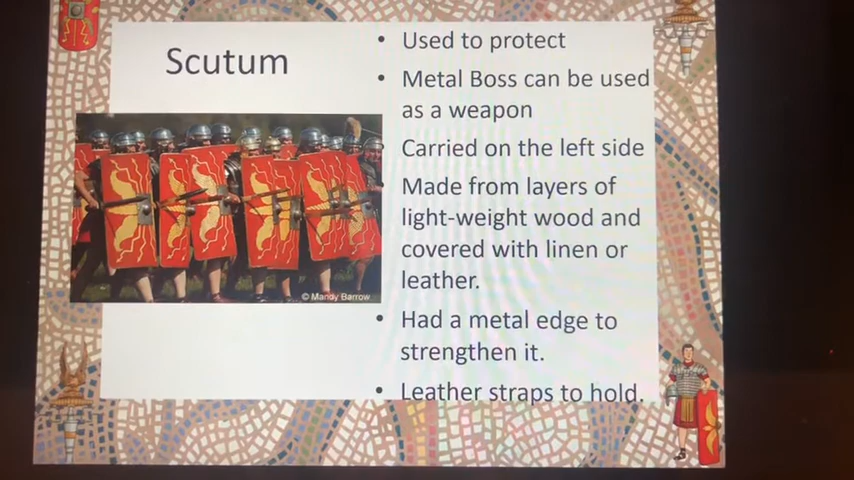 Scutum
• Used to protect
• Metal Boss can be used
as a weapon
Carried on the left side
Made from layers of
light-weight wood and
covered with linen or
leather.
• Had a metal edge to
strengthen it.
• Leather straps to hold.
© Mandy Barrow